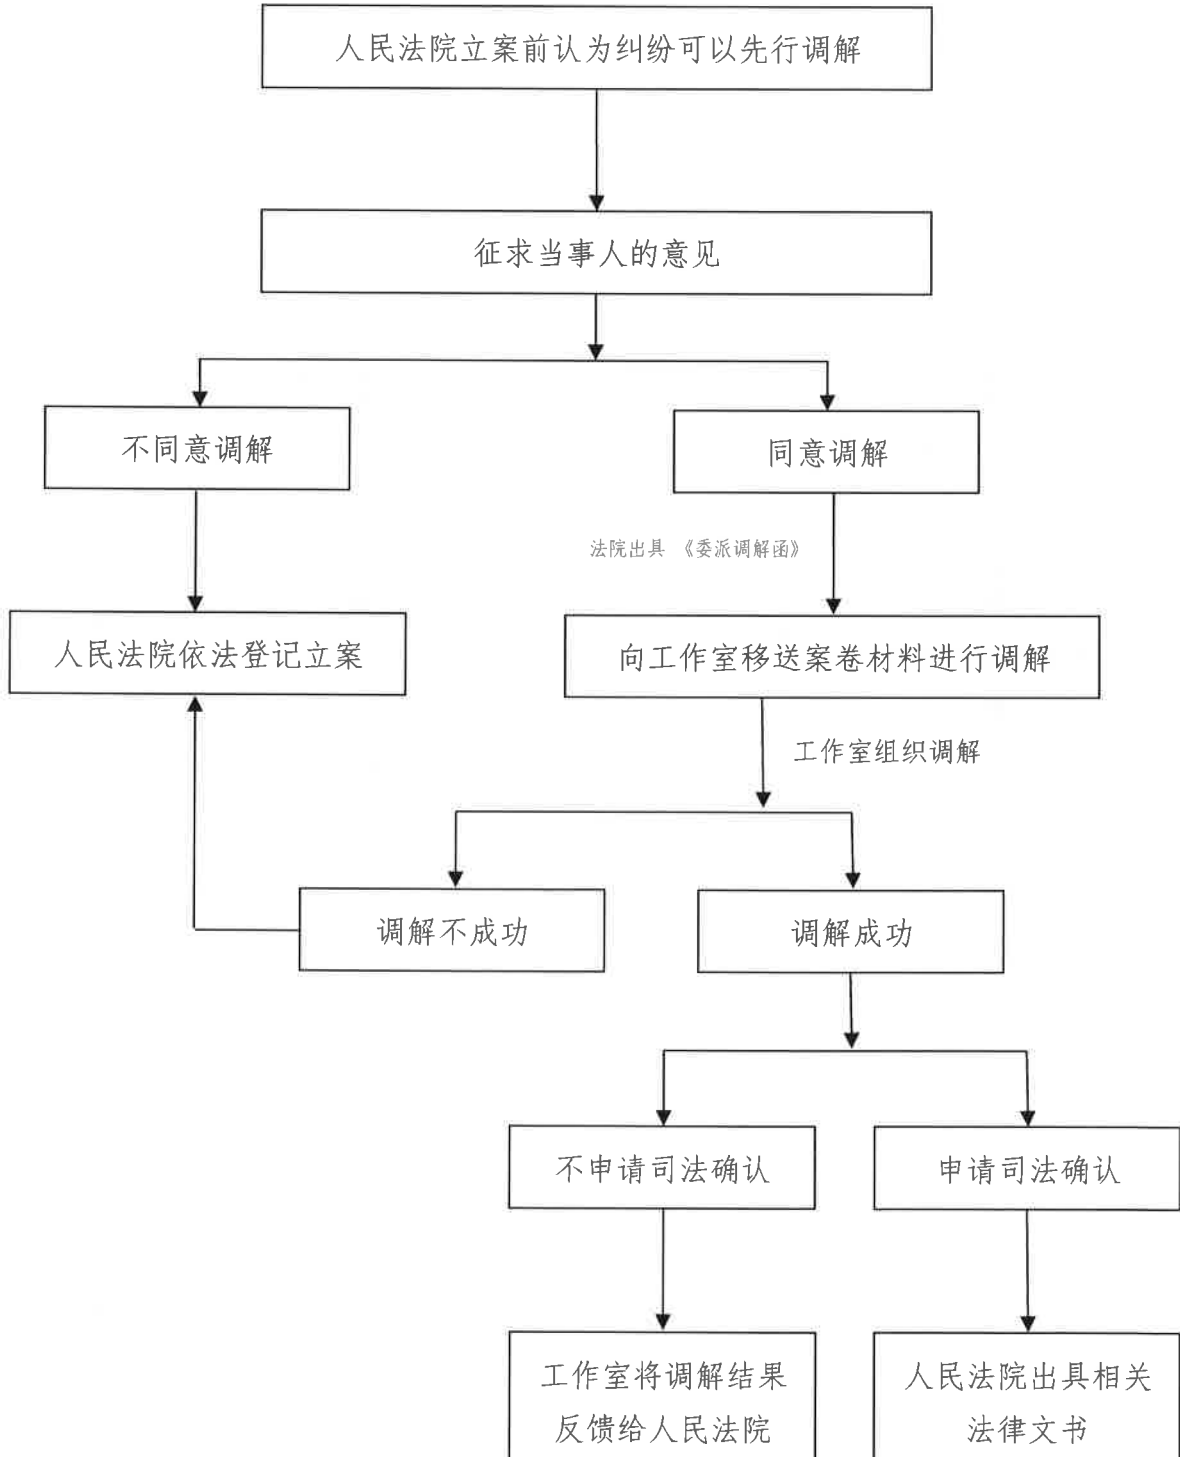 人民法院立案前认为纠纷可以先行调解
征求当事人的意见
不同意调解
同意调解
法院出具 《委派调解函》
人民法院依法登记立案
向工作室移送案卷材料进行调解
工作室组织调解
调解不成功
调解成功
不申请司法确认
申请司法确认
工作室将调解结果
反馈给人民法院
人民法院出具相关
法律文书